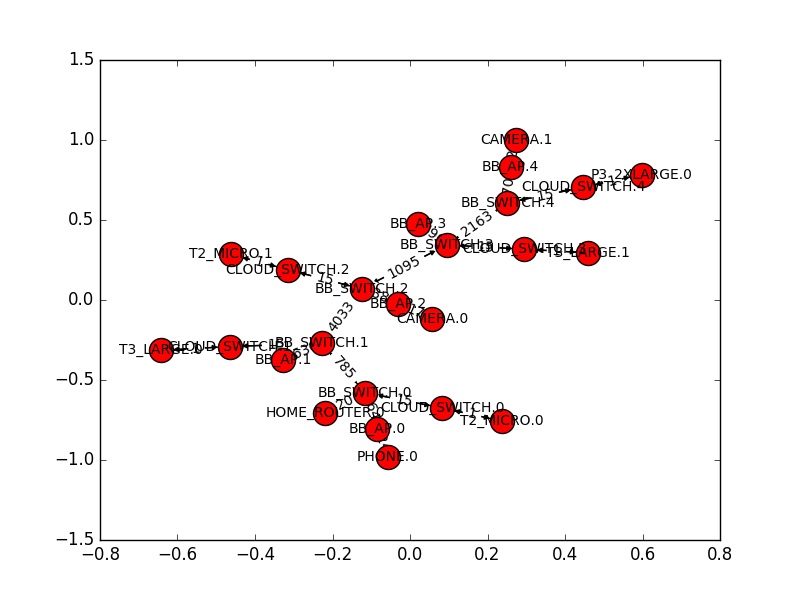 1.5
CAMERA.1
1.0
BB_AP.4
P3_2XLARGE.0
CLOUD_SWITCH.4
15
BB_SWITCH.4
0.5
2163
BB_AP.3
BB_SWITCH.3
T3_LARGE.1
T2_MICRO.1
7
CLOUD_SWITCH.2
15
1095
BB_SWITCH.2
0.0
BB_AP.2
CAMERA.0
4033
BB_SWITCH.1
T3_LARGE.0
BB_AP.1
785
−0.5
BB_SWITCH.0
15
CLOUD_SWITCH.0
HOME_ROUTER.0
T2_MICRO.0
BB_AP.0
PHONE.0
−1.0
−1.5
−0.8 −0.6 −0.4 −0.2 0.0 0.2 0.4 0.6 0.8